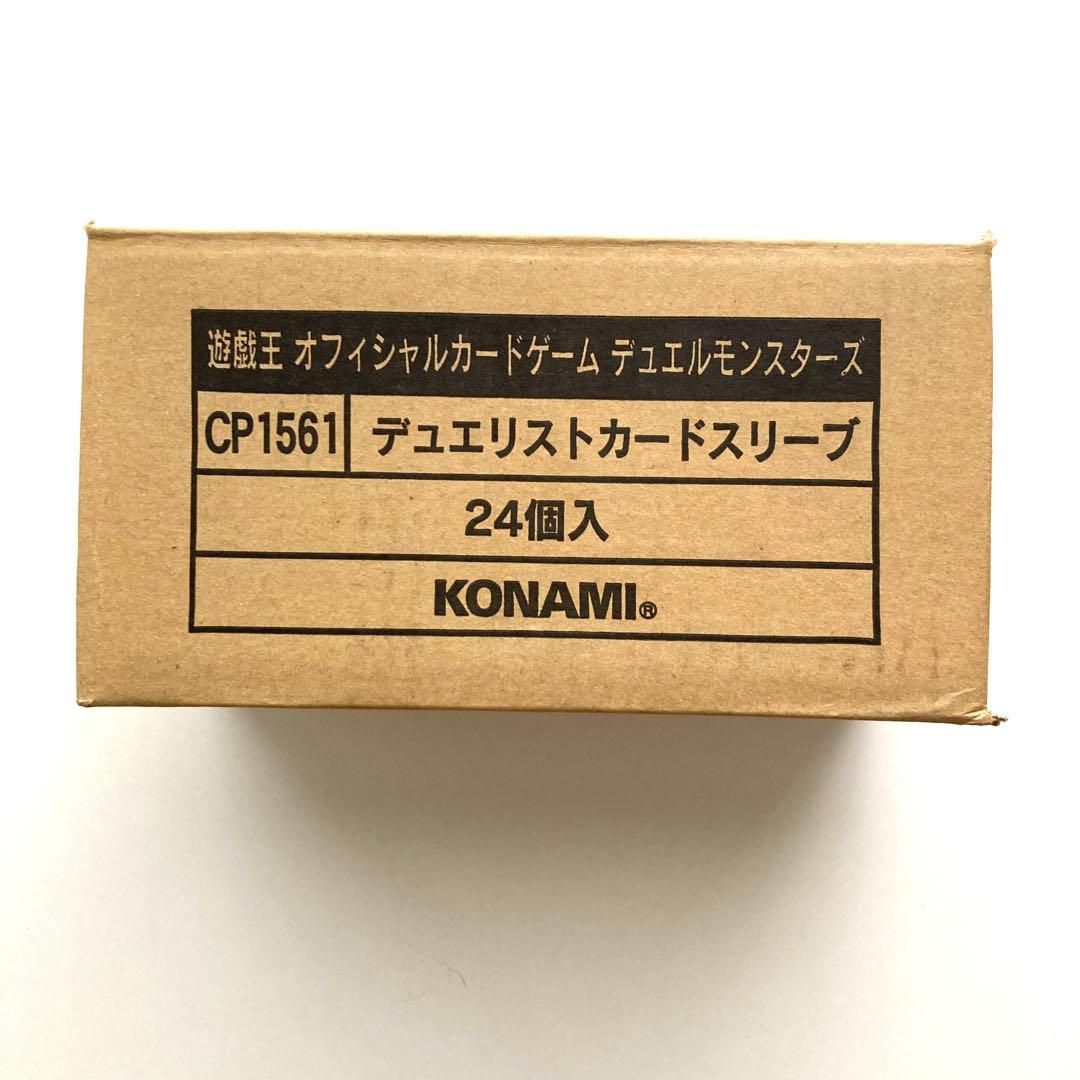 遊戯王 オフィシャルカードゲーム デュエルモンスターズ
CP1561 デュエリストカードスリーブ
24個入
KONAMI®